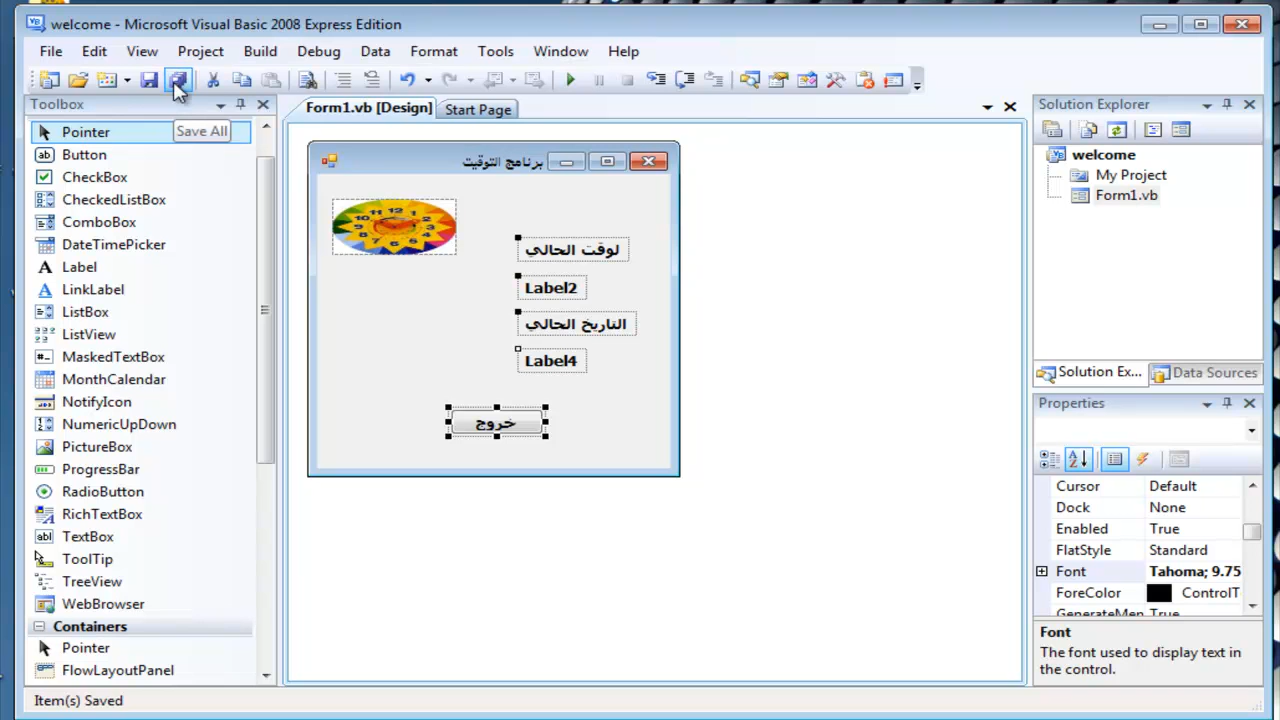 welcome - Microsoft Visual Basic 2008 Express Edition
File Edit View Project Build Debug Data Format Tools Window Help
Toolbox
Form1.vb [Design] Start Page
Solution Explorer
Pointer
Save All
Button
CheckBox
CheckedListBox
ComboBox
DateTimePicker
Label
LinkLabel
ListBox
ListView
MaskedTextBox
MonthCalendar
NotifyIcon
NumericUpDown
PictureBox
ProgressBar
RadioButton
RichTextBox
TextBox
ToolTip
TreeView
WebBrowser
Containers
Pointer
FlowLayoutPanel
برنامج التوقيت
لوقت الحالي
Label2
التاريخ الحالي
Label4
خروج
welcome
My Project
Form1.vb
Solution Ex... Data Sources
Properties
Cursor Default
Dock None
Enabled True
FlatStyle Standard
Font Tahoma; 9.75
ForeColor ControlT
GenerateMen True
Font
The font used to display text in
the control.
Item(s) Saved